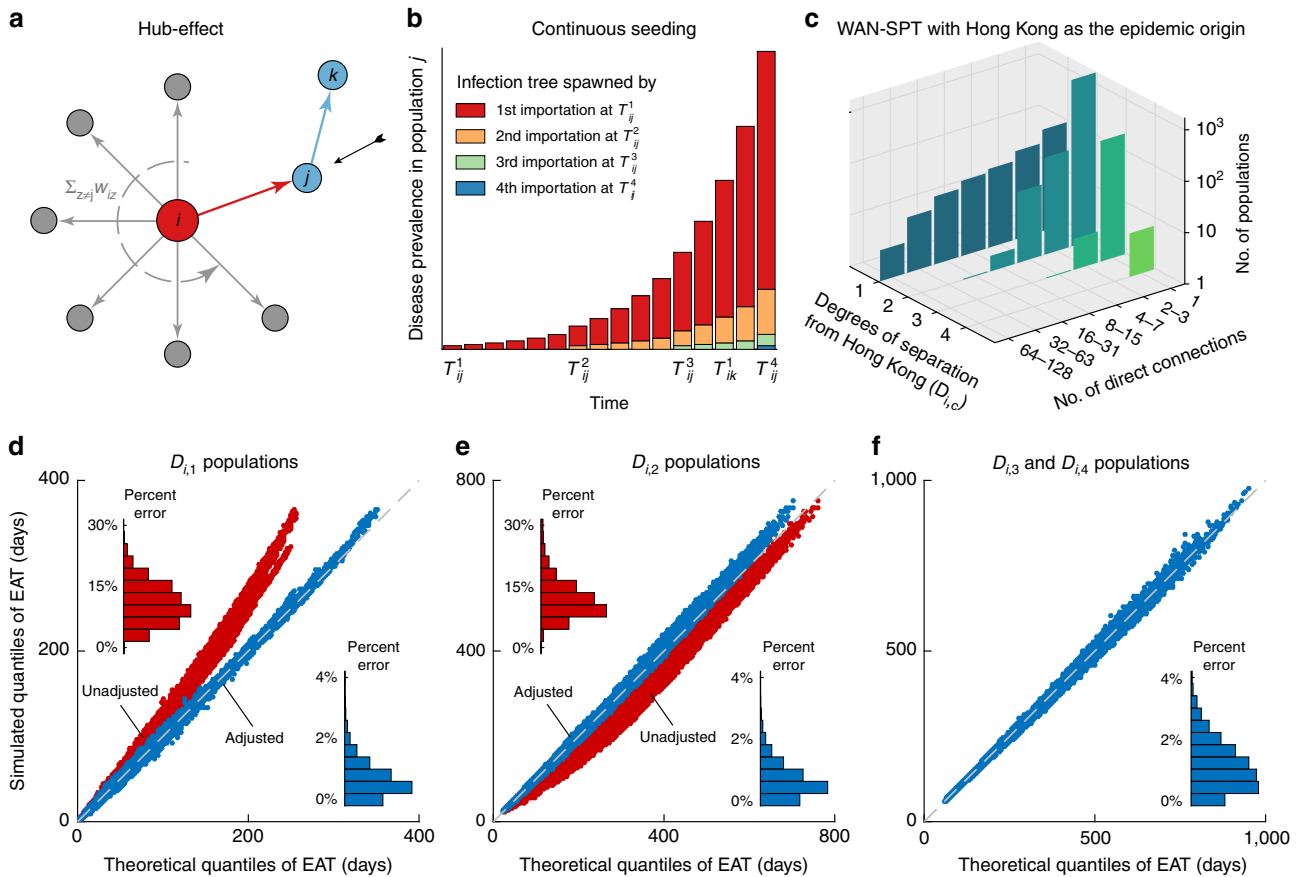 a
Hub-effect
k
j
i
Σz≠j wiz
b
Continuous seeding
Disease prevalence in population j
Infection tree spawned by
1st importation at T¹ij
2nd importation at T²ij
3rd importation at T³ij
4th importation at T⁴ij
T¹ij T²ij T³ij T¹ik T⁴ij
Time
c
WAN-SPT with Hong Kong as the epidemic origin
10³
10²
10
1
No. of populations
1
2
3
4
Degrees of separation
from Hong Kong (Di,c)
1
2–3
4–7
8–15
16–31
32–63
64–128
No. of direct connections
d
Di,1 populations
Simulated quantiles of EAT (days)
400
200
0
0 200 400
Theoretical quantiles of EAT (days)
Percent
error
30%
15%
0%
Unadjusted
Adjusted
Percent
error
4%
2%
0%
e
Di,2 populations
800
400
0
0 400 800
Theoretical quantiles of EAT (days)
Percent
error
30%
15%
0%
Adjusted
Unadjusted
Percent
error
4%
2%
0%
f
Di,3 and Di,4 populations
1,000
500
0
0 500 1,000
Theoretical quantiles of EAT (days)
Percent
error
4%
2%
0%